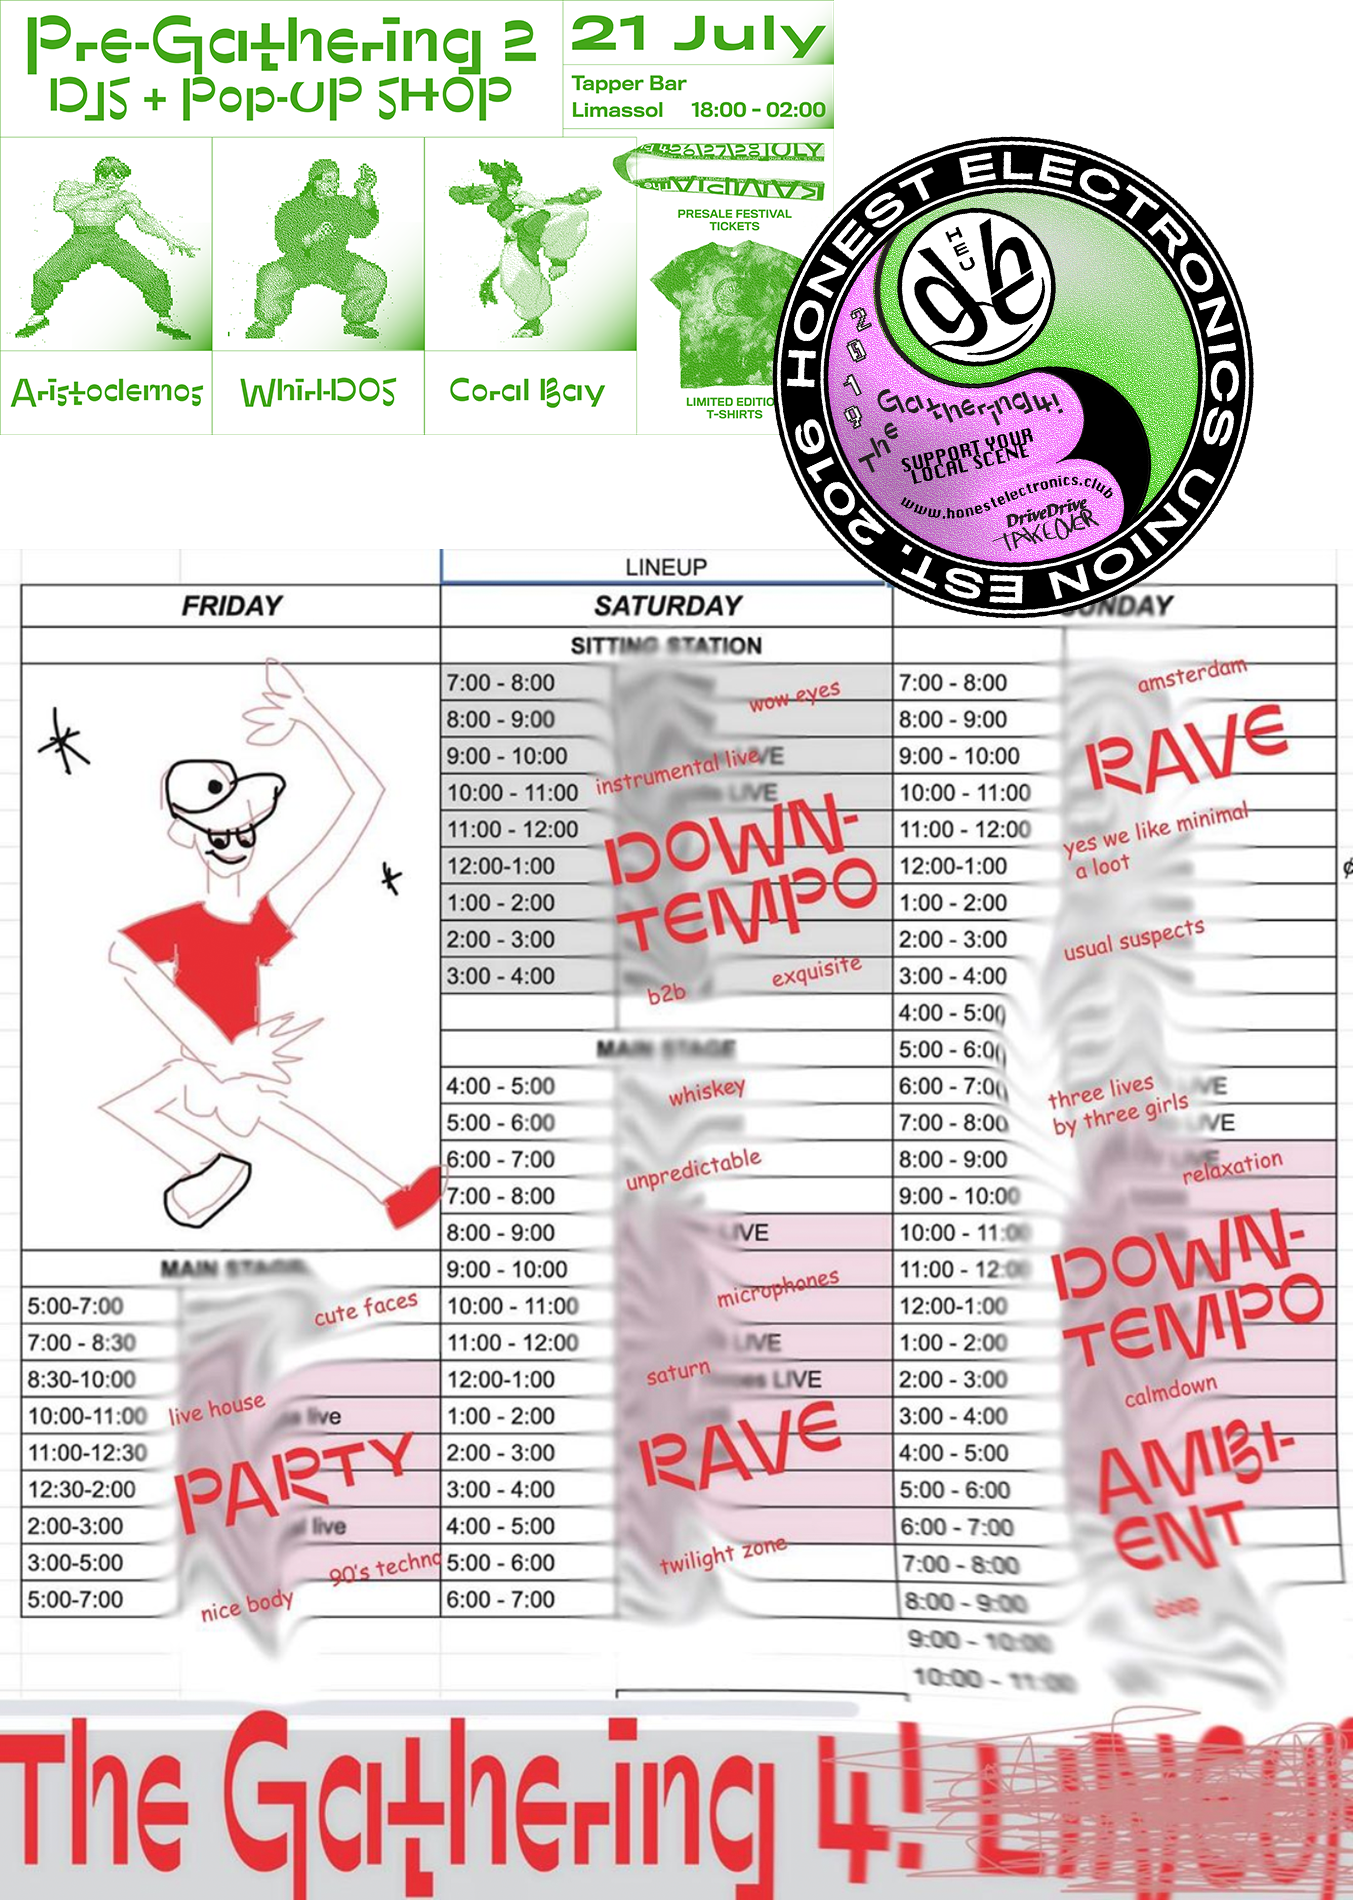 Pre-Gathering 2
DJS + Pop-UP SHOP
21 July
Tapper Bar
Limassol 18:00 - 02:00
Aristodemos
Whirl-DOS
Coral Bay
26/27/28 JULY
PRESALE FESTIVAL
TICKETS
LIMITED EDITIO
T-SHIRTS
HONEST ELECTRONICS UNION EST. 2016
HEU
2019
The Gathering 4!
SUPPORT YOUR
LOCAL SCENE
www.honestelectronics.club
DriveDrive
TAKEOVER
LINEUP
FRIDAY
MAIN STAGE
5:00-7:00
cute faces
7:00 - 8:30
8:30-10:00
live house
10:00-11:00 live
11:00-12:30
PARTY
12:30-2:00
2:00-3:00 live
3:00-5:00
90's techno
5:00-7:00
nice body
SATURDAY
SITTING STATION
7:00 - 8:00
wow eyes
8:00 - 9:00
9:00 - 10:00
instrumental live
10:00 - 11:00 LIVE
11:00 - 12:00
DOWN-
12:00-1:00
TEMPO
1:00 - 2:00
2:00 - 3:00
3:00 - 4:00
exquisite
b2b
MAIN STAGE
4:00 - 5:00
whiskey
5:00 - 6:00
6:00 - 7:00
unpredictable
7:00 - 8:00
8:00 - 9:00 LIVE
9:00 - 10:00
microphones
10:00 - 11:00
11:00 - 12:00 LIVE
saturn
12:00-1:00 LIVE
1:00 - 2:00
RAVE
2:00 - 3:00
3:00 - 4:00
4:00 - 5:00
twilight zone
5:00 - 6:00
6:00 - 7:00
UNDAY
7:00 - 8:00
amsterdam
8:00 - 9:00
RAVE
9:00 - 10:00
10:00 - 11:00
11:00 - 12:00
yes we like minimal
a loot
12:00-1:00
1:00 - 2:00
2:00 - 3:00
usual suspects
3:00 - 4:00
4:00 - 5:00
5:00 - 6:00
6:00 - 7:00
three lives
by three girls
7:00 - 8:00 LIVE
8:00 - 9:00
relaxation
9:00 - 10:00
10:00 - 11:00
DOWN-
11:00 - 12:00
TEMPO
12:00-1:00
1:00 - 2:00
2:00 - 3:00
calmdown
3:00 - 4:00
AMBI-
4:00 - 5:00
5:00 - 6:00
ENT
6:00 - 7:00
7:00 - 8:00
8:00 - 9:00
deep
9:00 - 10:00
10:00 - 11:00
The Gathering 4! Lineup